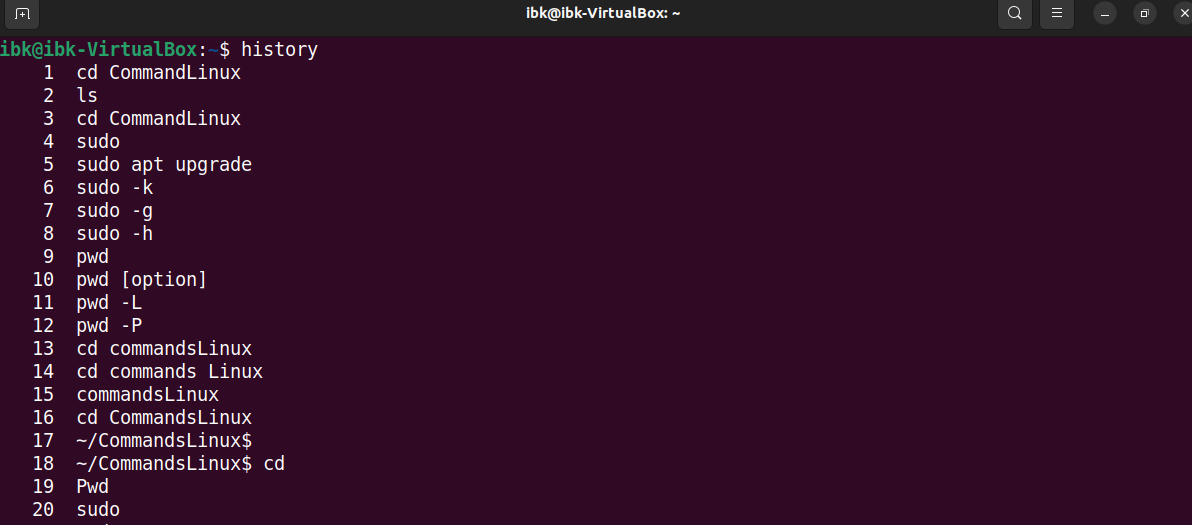 ibk@ibk-VirtualBox: ~
ibk@ibk-VirtualBox:~$ history
1 cd CommandLinux
2 ls
3 cd CommandLinux
4 sudo
5 sudo apt upgrade
6 sudo -k
7 sudo -g
8 sudo -h
9 pwd
10 pwd [option]
11 pwd -L
12 pwd -P
13 cd commandsLinux
14 cd commands Linux
15 commandsLinux
16 cd CommandsLinux
17 ~/CommandsLinux$
18 ~/CommandsLinux$ cd
19 Pwd
20 sudo